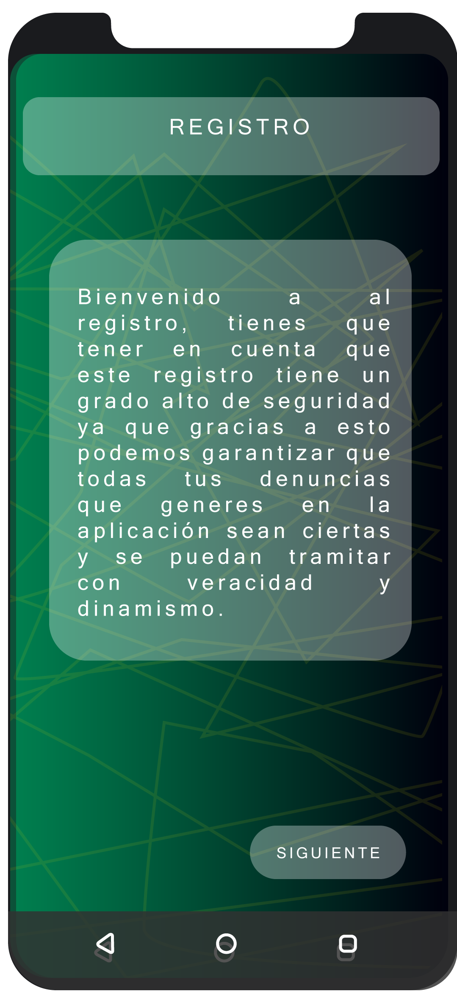 REGISTRO
Bienvenido a al
registro, tienes que
tener en cuenta que
este registro tiene un
grado alto de seguridad
ya que gracias a esto
podemos garantizar que
todas tus denuncias
que generes en la
aplicación sean ciertas
y se puedan tramitar
con veracidad y
dinamismo.
SIGUIENTE